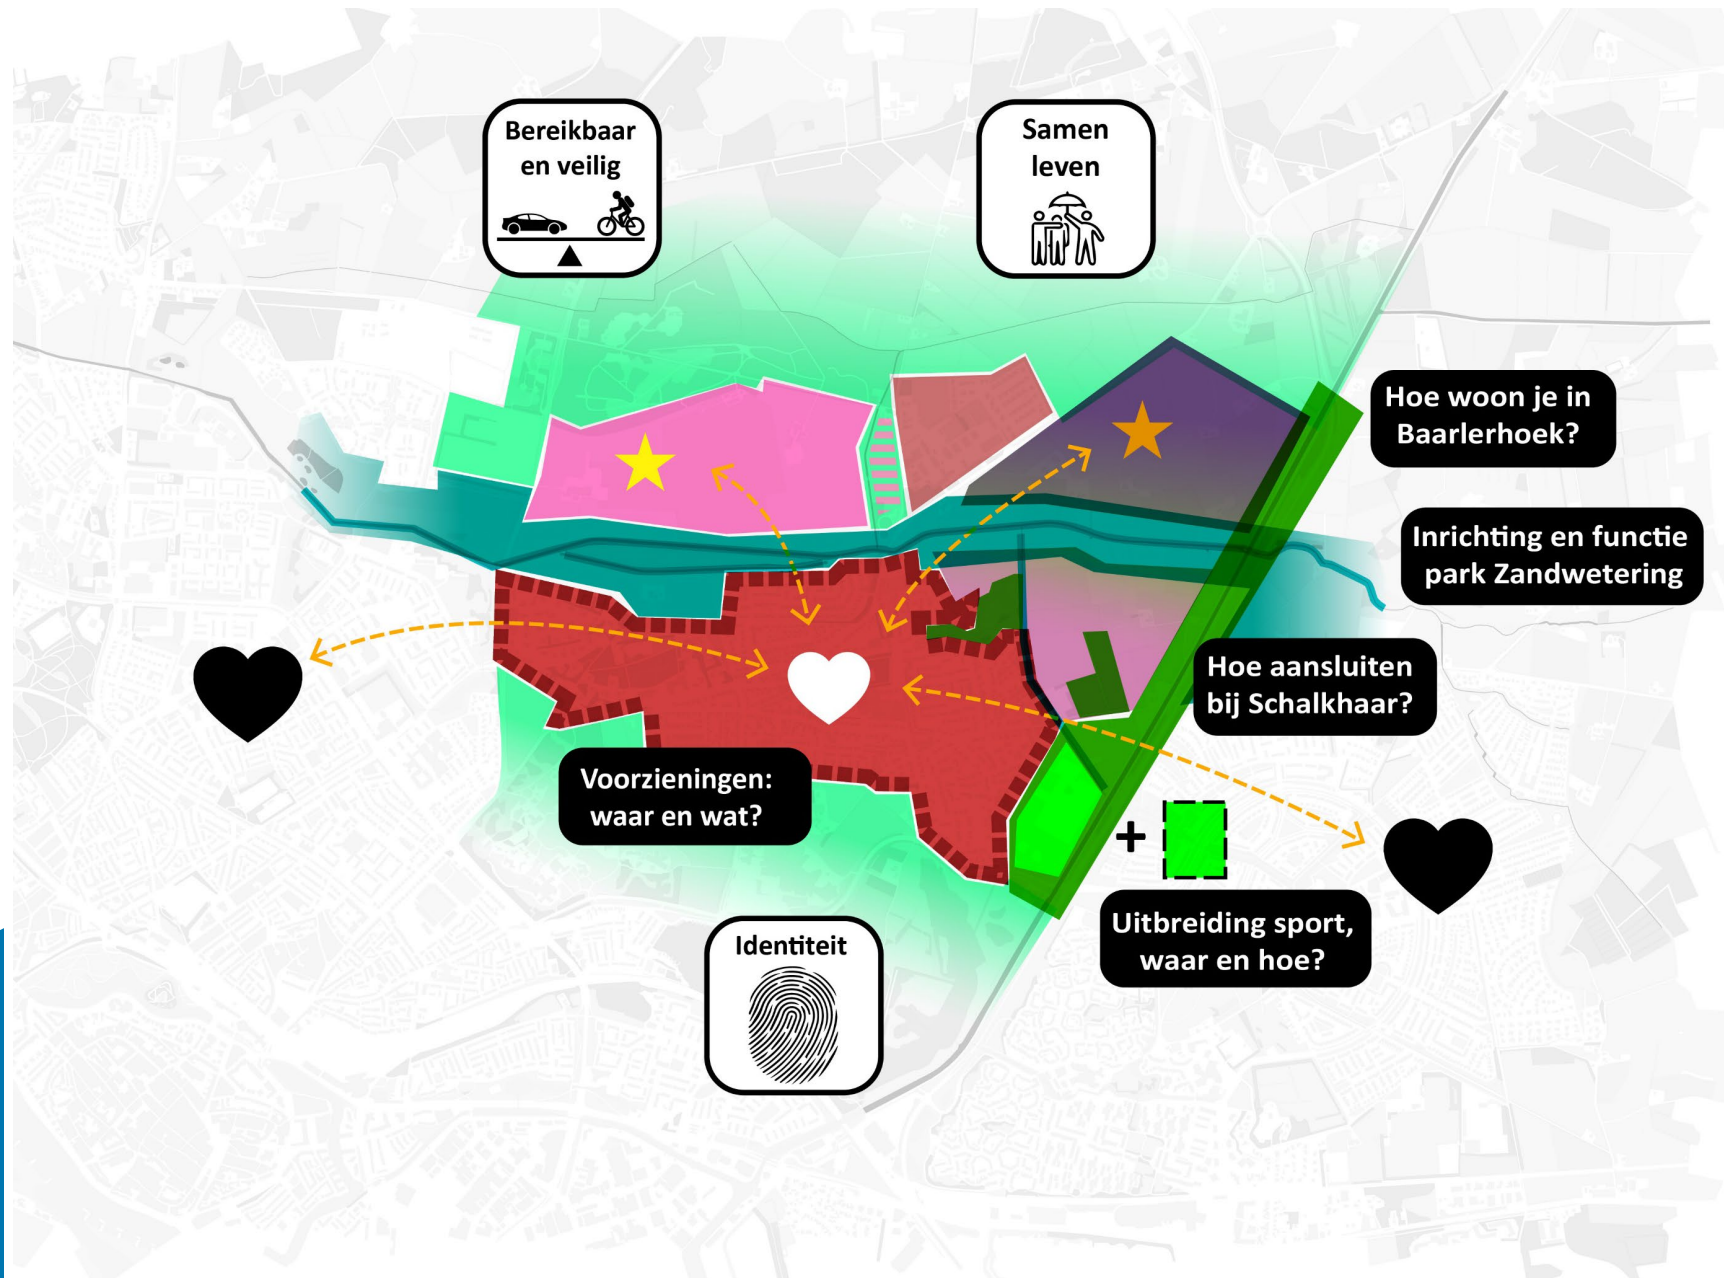 Bereikbaar
en veilig
Samen
leven
Hoe woon je in
Baarlerhoek?
Inrichting en functie
park Zandwetering
Hoe aansluiten
bij Schalkhaar?
Voorzieningen:
waar en wat?
+
Uitbreiding sport,
waar en hoe?
Identiteit